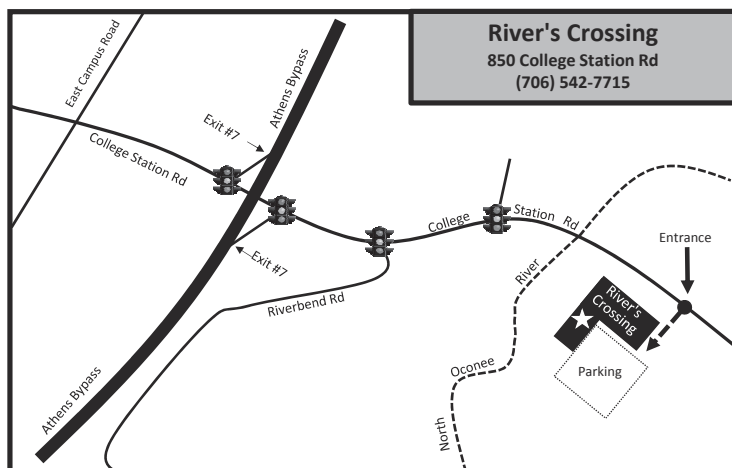 River's Crossing
850 College Station Rd
(706) 542-7715
East Campus Road
Athens Bypass
Exit #7
College Station Rd
College Station Rd
Entrance
River's
Crossing
Exit #7
Riverbend Rd
Parking
North Oconee River
Athens Bypass